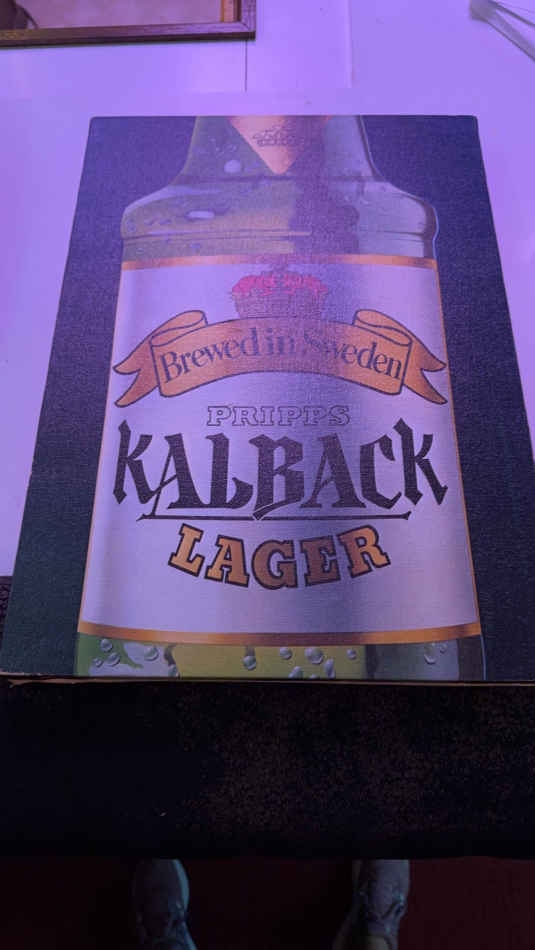 Brewed in Sweden
PRIPPS
KALBACK
LAGER